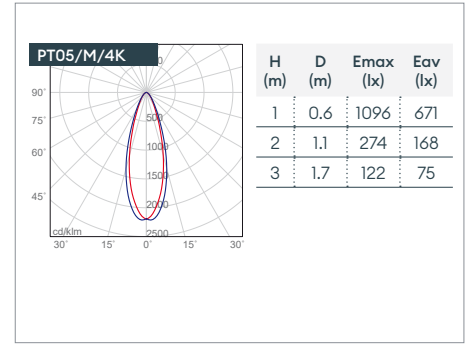 PT05/M/4K
0
90°
75°
60°
45°
500
1000
1500
2000
2500
cd/klm
30° 15° 0° 15° 30°
H D Emax Eav
(m) (m) (lx) (lx)
1 0.6 1096 671
2 1.1 274 168
3 1.7 122 75